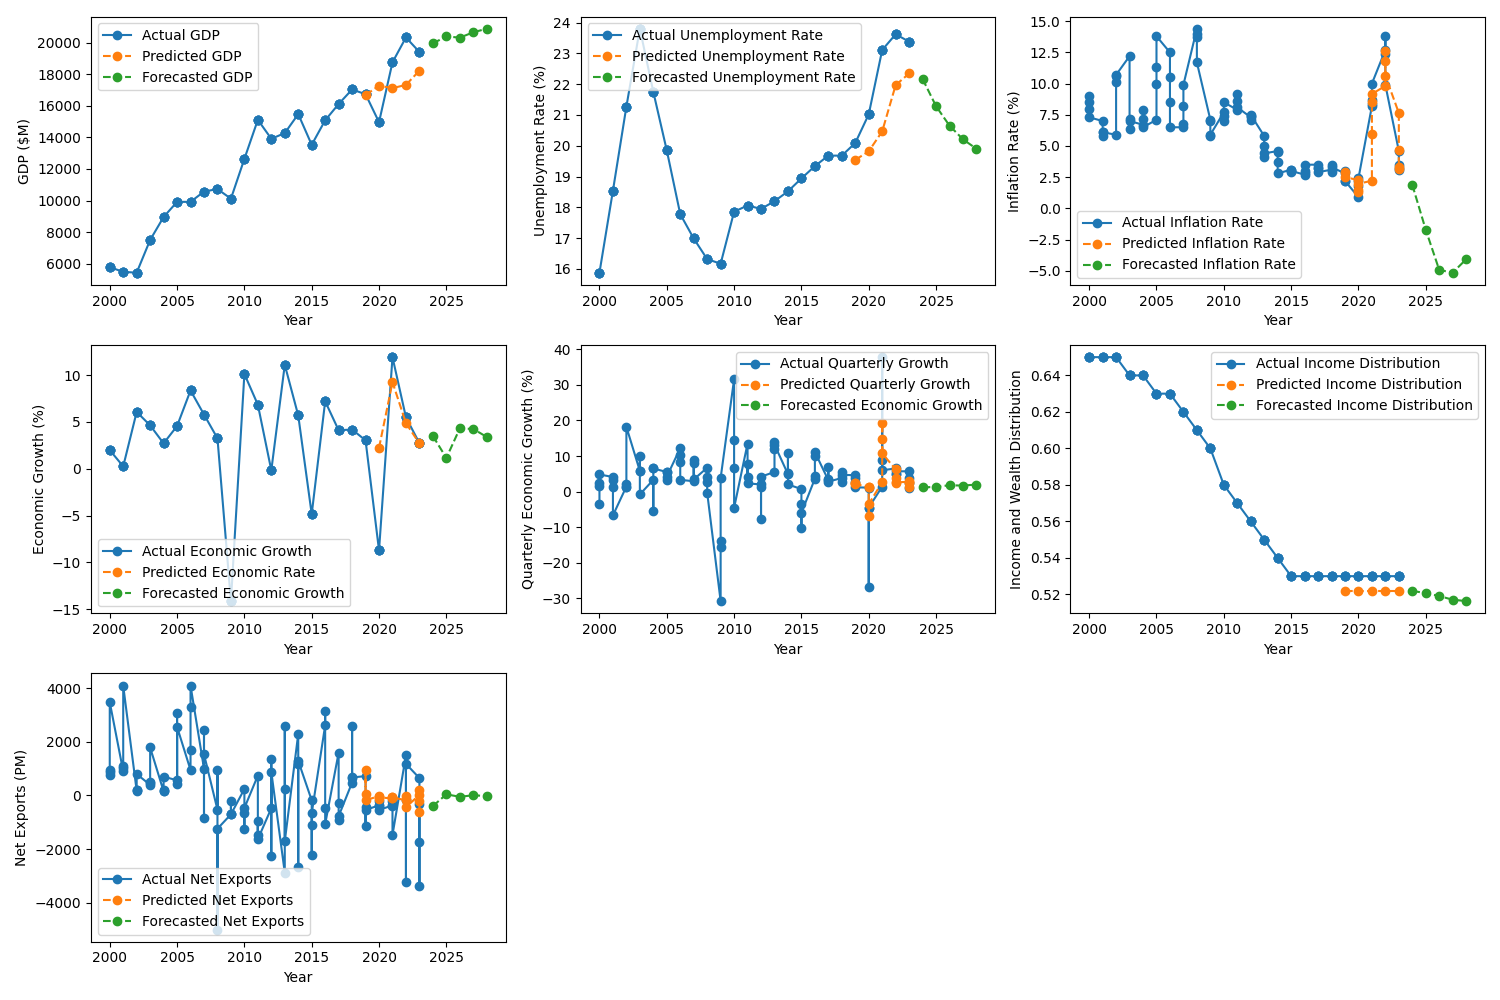 GDP ($M)
20000
18000
16000
14000
12000
10000
8000
6000
Actual GDP
Predicted GDP
Forecasted GDP
2000 2005 2010 2015 2020 2025
Year
Unemployment Rate (%)
24
23
22
21
20
19
18
17
16
Actual Unemployment Rate
Predicted Unemployment Rate
Forecasted Unemployment Rate
2000 2005 2010 2015 2020 2025
Year
Inflation Rate (%)
15.0
12.5
10.0
7.5
5.0
2.5
0.0
−2.5
−5.0
Actual Inflation Rate
Predicted Inflation Rate
Forecasted Inflation Rate
2000 2005 2010 2015 2020 2025
Year
Economic Growth (%)
10
5
0
−5
−10
−15
Actual Economic Growth
Predicted Economic Rate
Forecasted Economic Growth
2000 2005 2010 2015 2020 2025
Year
Quarterly Economic Growth (%)
40
30
20
10
0
−10
−20
−30
Actual Quarterly Growth
Predicted Quarterly Growth
Forecasted Economic Growth
2000 2005 2010 2015 2020 2025
Year
Income and Wealth Distribution
0.64
0.62
0.60
0.58
0.56
0.54
0.52
Actual Income Distribution
Predicted Income Distribution
Forecasted Income Distribution
2000 2005 2010 2015 2020 2025
Year
Net Exports (PM)
4000
2000
0
−2000
−4000
Actual Net Exports
Predicted Net Exports
Forecasted Net Exports
2000 2005 2010 2015 2020 2025
Year